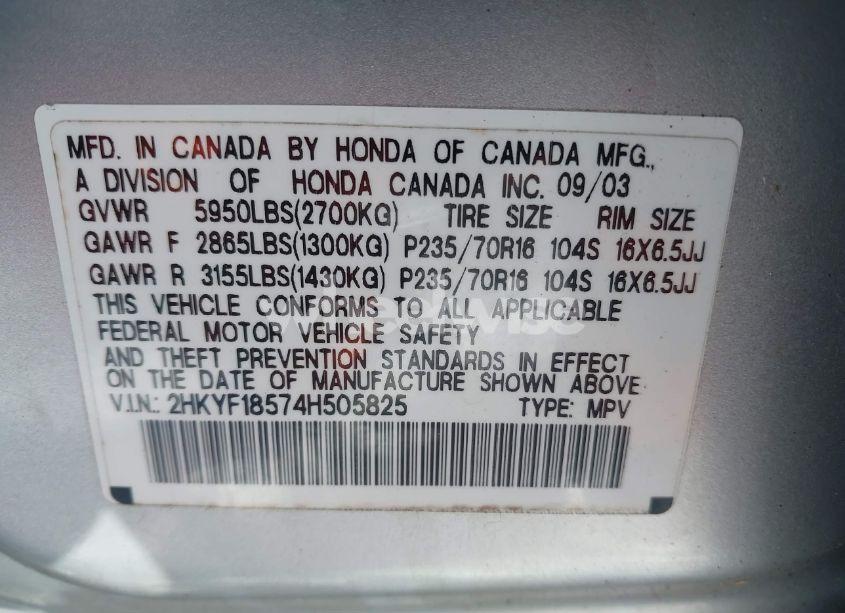 MFD. IN CANADA BY HONDA OF CANADA MFG.,
A DIVISION OF HONDA CANADA INC. 09/03
GVWR 5950LBS(2700KG) TIRE SIZE RIM SIZE
GAWR F 2865LBS(1300KG) P235/70R16 104S 16X6.5JJ
GAWR R 3155LBS(1430KG) P235/70R16 104S 16X6.5JJ
THIS VEHICLE CONFORMS TO ALL APPLICABLE
FEDERAL MOTOR VEHICLE SAFETY
AND THEFT PREVENTION STANDARDS IN EFFECT
ON THE DATE OF MANUFACTURE SHOWN ABOVE.
V.I.N.: 2HKYF18574H505825 TYPE: MPV